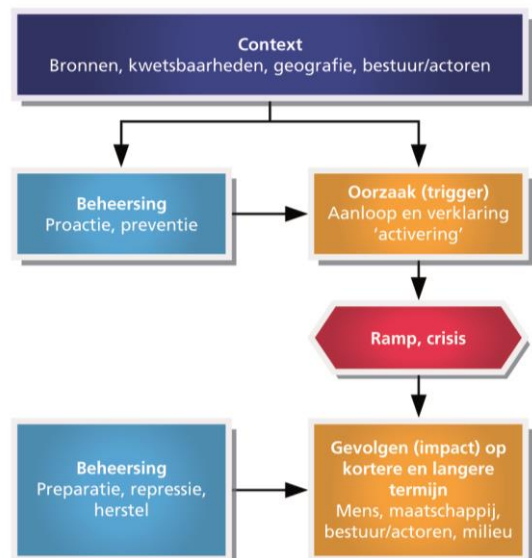 Context
Bronnen, kwetsbaarheden, geografie, bestuur/actoren
Beheersing
Proactie, preventie
Oorzaak (trigger)
Aanloop en verklaring
‘activering’
Ramp, crisis
Beheersing
Preparatie, repressie,
herstel
Gevolgen (impact) op
kortere en langere
termijn
Mens, maatschappij,
bestuur/actoren, milieu